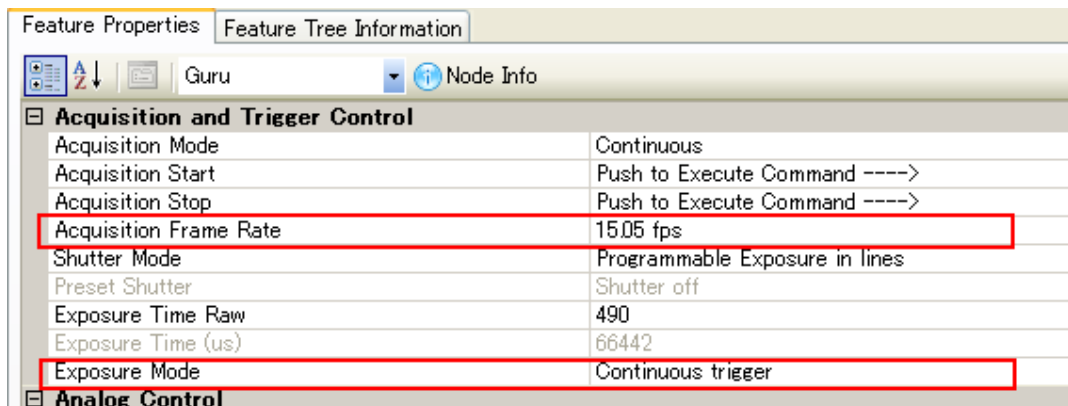 Feature Properties Feature Tree Information
Guru Node Info
Acquisition and Trigger Control
Acquisition Mode Continuous
Acquisition Start Push to Execute Command ---->
Acquisition Stop Push to Execute Command ---->
Acquisition Frame Rate 15.05 fps
Shutter Mode Programmable Exposure in lines
Preset Shutter Shutter off
Exposure Time Raw 490
Exposure Time (us) 66442
Exposure Mode Continuous trigger
Analog Control